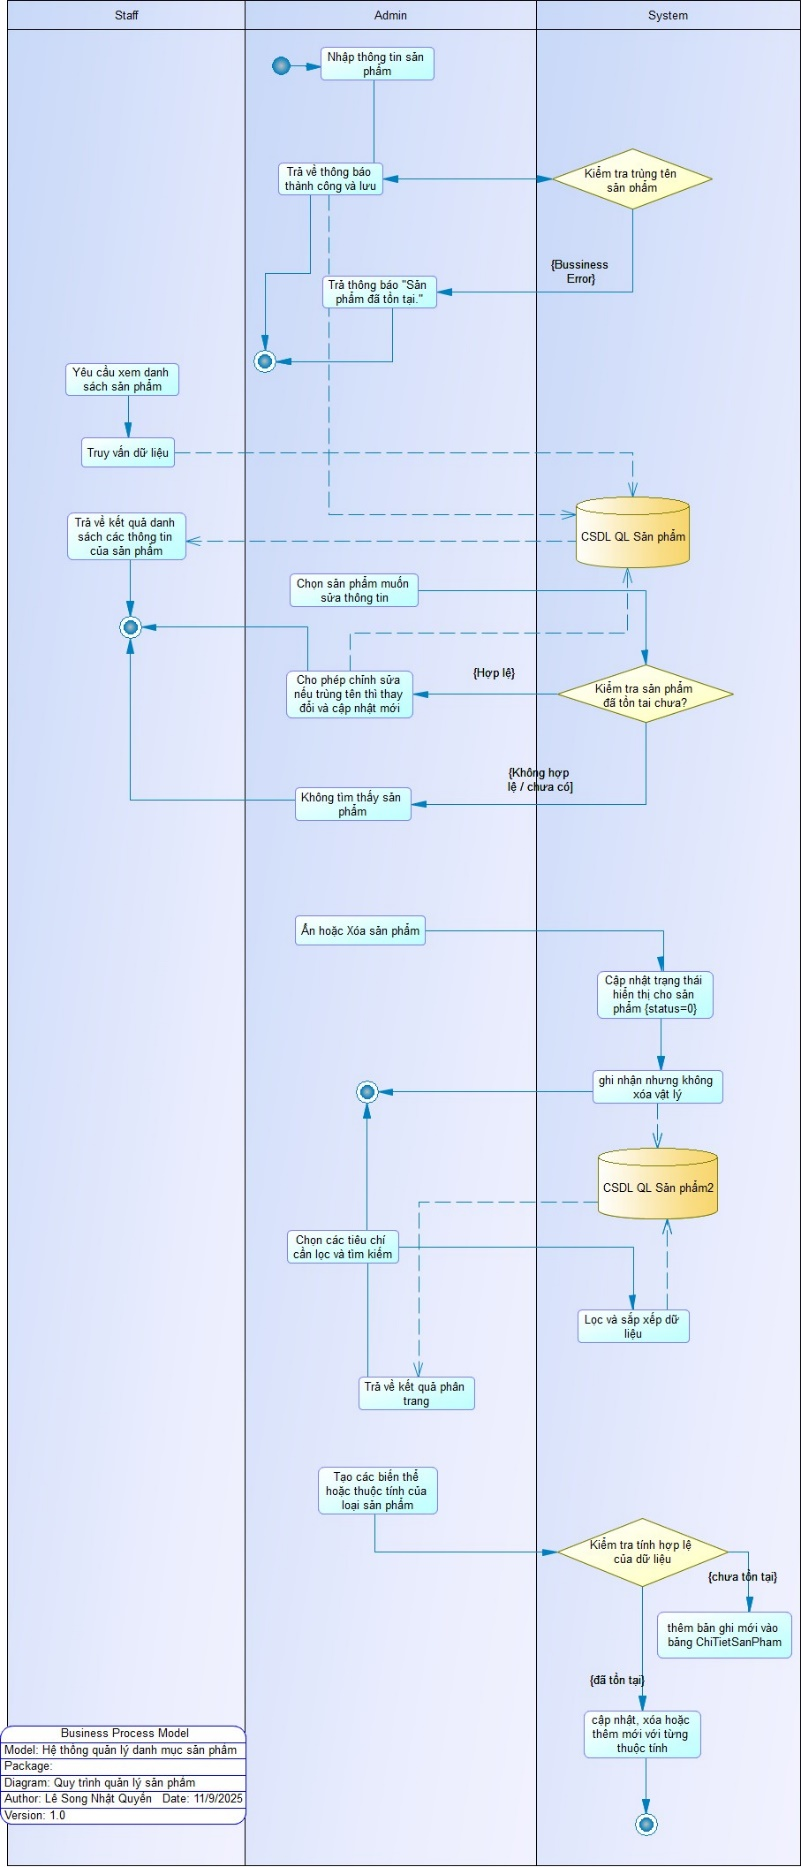 Staff
Admin
System
Nhập thông tin sản
phẩm
Trả về thông báo
thành công và lưu
Kiểm tra trùng tên
sản phẩm
{Bussiness
Error}
Trả thông báo "Sản
phẩm đã tồn tại."
Yêu cầu xem danh
sách sản phẩm
Truy vấn dữ liệu
Trả về kết quả danh
sách các thông tin
của sản phẩm
CSDL QL Sản phẩm
Chọn sản phẩm muốn
sửa thông tin
{Hợp lệ}
Cho phép chỉnh sửa
nếu trùng tên thì thay
đổi và cập nhật mới
Kiểm tra sản phẩm
đã tồn tại chưa?
{Không hợp
lệ / chưa có]
Không tìm thấy sản
phẩm
Ẩn hoặc Xóa sản phẩm
Cập nhật trạng thái
hiển thị cho sản
phẩm {status=0}
ghi nhận nhưng không
xóa vật lý
CSDL QL Sản phẩm2
Chọn các tiêu chí
cần lọc và tìm kiếm
Lọc và sắp xếp dữ
liệu
Trả về kết quả phân
trang
Tạo các biến thể
hoặc thuộc tính của
loại sản phẩm
Kiểm tra tính hợp lệ
của dữ liệu
{chưa tồn tại}
thêm bản ghi mới vào
bảng ChiTietSanPham
{đã tồn tại}
cập nhật, xóa hoặc
thêm mới với từng
thuộc tính
Business Process Model
Model: Hệ thống quản lý danh mục sản phẩm
Package:
Diagram: Quy trình quản lý sản phẩm
Author: Lê Song Nhật Quyền Date: 11/9/2025
Version: 1.0